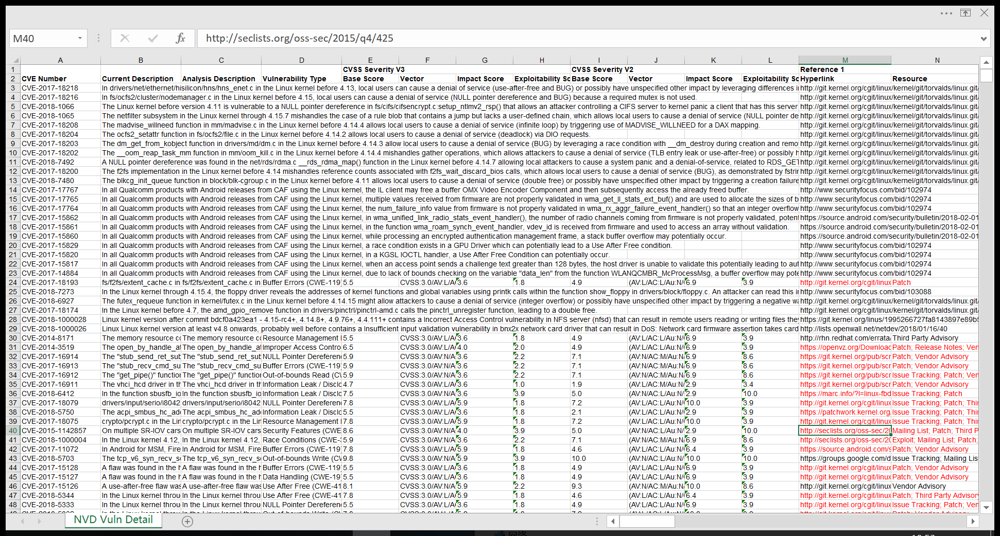 M40 fx http://seclists.org/oss-sec/2015/q4/425
A B C D E F G H I J K L M N
1 CVSS Severity V3 CVSS Severity V2 Reference 1
2 CVE Number Current Description Analysis Description Vulnerability Type Base Score Vector Impact Score Exploitability Sc Base Score Vector Impact Score Exploitability Sc Hyperlink Resource
3 CVE-2017-18218 In drivers/net/ethernet/hisilicon/hns/hns_enet.c in the Linux kernel before 4.13, local users can cause a denial of service (use-after-free and BUG) or possibly have unspecified other impact by leveraging differences i http://git.kernel.org/cgit/linux/kernel/git/torvalds/linux.git/
4 CVE-2017-18216 In fs/ocfs2/cluster/nodemanager.c in the Linux kernel before 4.15, local users can cause a denial of service (NULL pointer dereference and BUG) because a required mutex is not used. http://git.kernel.org/cgit/linux/kernel/git/torvalds/linux.git/
5 CVE-2018-1066 The Linux kernel before version 4.11 is vulnerable to a NULL pointer dereference in fs/cifs/cifsencrypt.c:setup_ntlmv2_rsp() that allows an attacker controlling a CIFS server to kernel panic a client that has this server http://git.kernel.org/cgit/linux/kernel/git/torvalds/linux.git/
6 CVE-2018-1065 The netfilter subsystem in the Linux kernel through 4.15.7 mishandles the case of a rule blob that contains a jump but lacks a user-defined chain, which allows local users to cause a denial of service (NULL pointer de http://git.kernel.org/cgit/linux/kernel/git/torvalds/linux.git/
7 CVE-2017-18208 The madvise_willneed function in mm/madvise.c in the Linux kernel before 4.14.4 allows local users to cause a denial of service (infinite loop) by triggering use of MADVISE_WILLNEED for a DAX mapping. http://git.kernel.org/cgit/linux/kernel/git/torvalds/linux.git/
8 CVE-2017-18204 The ocfs2_setattr function in fs/ocfs2/file.c in the Linux kernel before 4.14.2 allows local users to cause a denial of service (deadlock) via DIO requests. http://git.kernel.org/cgit/linux/kernel/git/torvalds/linux.git/
9 CVE-2017-18203 The dm_get_from_kobject function in drivers/md/dm.c in the Linux kernel before 4.14.3 allow local users to cause a denial of service (BUG) by leveraging a race condition with __dm_destroy during creation and remo http://git.kernel.org/cgit/linux/kernel/git/torvalds/linux.git/
10 CVE-2017-18202 The __oom_reap_task_mm function in mm/oom_kill.c in the Linux kernel before 4.14.4 mishandles gather operations, which allows attackers to cause a denial of service (TLB entry leak or use-after-free) or possibly h http://git.kernel.org/cgit/linux/kernel/git/torvalds/linux.git/
11 CVE-2018-7492 A NULL pointer dereference was found in the net/rds/rdma.c __rds_rdma_map() function in the Linux kernel before 4.14.7 allowing local attackers to cause a system panic and a denial-of-service, related to RDS_GET http://git.kernel.org/cgit/linux/kernel/git/torvalds/linux.git/
12 CVE-2017-18200 The f2fs implementation in the Linux kernel before 4.14 mishandles reference counts associated with f2fs_wait_discard_bios calls, which allows local users to cause a denial of service (BUG), as demonstrated by fstrin http://git.kernel.org/cgit/linux/kernel/git/torvalds/linux.git/
13 CVE-2018-7480 The blkcg_init_queue function in block/blk-cgroup.c in the Linux kernel before 4.11 allows local users to cause a denial of service (double free) or possibly have unspecified other impact by triggering a creation failure http://git.kernel.org/cgit/linux/kernel/git/torvalds/linux.git/
14 CVE-2017-17767 In all Qualcomm products with Android releases from CAF using the Linux kernel, the IL client may free a buffer OMX Video Encoder Component and then subsequently access the already freed buffer. http://www.securityfocus.com/bid/102974
15 CVE-2017-17765 In all Qualcomm products with Android releases from CAF using the Linux kernel, multiple values received from firmware are not properly validated in wma_get_ll_stats_ext_buf() and are used to allocate the sizes of b http://www.securityfocus.com/bid/102974
16 CVE-2017-17764 In all Qualcomm products with Android releases from CAF using the Linux kernel, the num_failure_info value from firmware is not properly validated in wma_rx_aggr_failure_event_handler() so that an integer overflow http://www.securityfocus.com/bid/102974
17 CVE-2017-15862 In all Qualcomm products with Android releases from CAF using the Linux kernel, in wma_unified_link_radio_stats_event_handler(), the number of radio channels coming from firmware is not properly validated, poten https://source.android.com/security/bulletin/2018-02-01
18 CVE-2017-15861 In all Qualcomm products with Android releases from CAF using the Linux kernel, in the function wma_roam_synch_event_handler, vdev_id is received from firmware and used to access an array without validation. https://source.android.com/security/bulletin/2018-02-01
19 CVE-2017-15860 In all Qualcomm products with Android releases from CAF using the Linux kernel, while processing an encrypted authentication management frame, a stack buffer overflow may potentially occur. https://source.android.com/security/bulletin/2018-02-01
20 CVE-2017-15829 In all Qualcomm products with Android releases from CAF using the Linux kernel, a race condition exists in a GPU Driver which can potentially lead to a Use After Free condition. http://www.securityfocus.com/bid/102974
21 CVE-2017-15820 In all Qualcomm products with Android releases from CAF using the Linux kernel, in a KGSL IOCTL handler, a Use After Free Condition can potentially occur. http://www.securityfocus.com/bid/102974
22 CVE-2017-15817 In all Qualcomm products with Android releases from CAF using the Linux kernel, when an access point sends a challenge text greater than 128 bytes, the host driver is unable to validate this potentially leading to aut http://www.securityfocus.com/bid/102974
23 CVE-2017-14884 In all Qualcomm products with Android releases from CAF using the Linux kernel, due to lack of bounds checking on the variable "data_len" from the function WLANQCMBR_McProcessMsg, a buffer overflow may pote http://www.securityfocus.com/bid/102974
24 CVE-2017-18193 fs/f2fs/extent_cache.c in fs/f2fs/extent_cache.c in Buffer Errors (CWE-119 5.5 CVSS:3.0/AV:L/A 3.6 1.8 4.9 (AV:L/AC:L/Au:N/ 6.9 3.9 http://git.kernel.org/cgit/linux Patch
25 CVE-2018-7273 In the Linux kernel through 4.15.4, the floppy driver reveals the addresses of kernel functions and global variables using printk calls within the function show_floppy in drivers/block/floppy.c. An attacker can read this i http://www.securityfocus.com/bid/103088
26 CVE-2018-6927 The futex_requeue function in kernel/futex.c in the Linux kernel before 4.14.15 might allow attackers to cause a denial of service (integer overflow) or possibly have unspecified other impact by triggering a negative wa http://git.kernel.org/cgit/linux/kernel/git/torvalds/linux.git/
27 CVE-2017-18174 In the Linux kernel before 4.7, the amd_gpio_remove function in drivers/pinctrl/pinctrl-amd.c calls the pinctrl_unregister function, leading to a double free. http://git.kernel.org/cgit/linux/kernel/git/torvalds/linux.git/
28 CVE-2018-1000028 Linux kernel version after commit bdcf0a423ea1 - 4.15-rc4+, 4.14.8+, 4.9.76+, 4.4.111+ contains a Incorrect Access Control vulnerability in NFS server (nfsd) that can result in remote users reading or writing files they https://git.kernel.org/linus/1995266727fa8143897e89b5
29 CVE-2018-1000026 Linux Linux kernel version at least v4.8 onwards, probably well before contains a Insufficient input validation vulnerability in bnx2x network card driver that can result in DoS: Network card firmware assertion takes card http://lists.openwall.net/netdev/2018/01/16/40
30 CVE-2014-8171 The memory resource co The memory resource co Resource Management 5.5 CVSS:3.0/AV:L/A 3.6 1.8 4.9 (AV:L/AC:L/Au:N/ 6.9 3.9 http://rhn.redhat.com/errata/ Third Party Advisory
31 CVE-2014-3519 The open_by_handle_at The open_by_handle_at Improper Access Contro 6.5 CVSS:3.0/AV:L/A 4.0 2.0 4.9 (AV:L/AC:L/Au:N/ 6.9 3.9 https://openvz.org/Download Patch; Release Notes; Ven
32 CVE-2017-16914 The "stub_send_ret_sub The "stub_send_ret_sub NULL Pointer Dereferen 5.9 CVSS:3.0/AV:N/A 3.6 2.2 7.1 (AV:N/AC:M/Au:N/ 6.9 8.6 https://git.kernel.org/pub/scr Patch; Vendor Advisory
33 CVE-2017-16913 The "stub_recv_cmd_su The "stub_recv_cmd_su Buffer Errors (CWE-119 5.9 CVSS:3.0/AV:N/A 3.6 2.2 7.1 (AV:N/AC:M/Au:N/ 6.9 8.6 https://git.kernel.org/pub/scr Patch; Vendor Advisory
34 CVE-2017-16912 The "get_pipe()" function The "get_pipe()" function Out-of-bounds Read (CV 5.9 CVSS:3.0/AV:N/A 3.6 2.2 7.1 (AV:N/AC:M/Au:N/ 6.9 8.6 https://git.kernel.org/pub/scr Issue Tracking; Patch; Ven
35 CVE-2017-16911 The vhci_hcd driver in th The vhci_hcd driver in th Information Leak / Disclo 4.7 CVSS:3.0/AV:L/A 3.6 1.0 1.9 (AV:L/AC:M/Au:N/ 2.9 3.4 https://git.kernel.org/pub/scr Patch; Vendor Advisory
36 CVE-2018-6412 In the function sbusfb_io In the function sbusfb_io Information Leak / Disclo 7.5 CVSS:3.0/AV:N/A 3.6 3.9 5.0 (AV:N/AC:L/Au:N/ 2.9 10.0 https://marc.info/?l=linux-fbd Issue Tracking; Patch
37 CVE-2017-18079 drivers/input/serio/i8042 drivers/input/serio/i8042 NULL Pointer Dereferen 7.8 CVSS:3.0/AV:L/A 5.9 1.8 7.2 (AV:L/AC:L/Au:N/ 10.0 3.9 http://git.kernel.org/cgit/linux Issue Tracking; Patch; Thi
38 CVE-2018-5750 The acpi_smbus_hc_ad The acpi_smbus_hc_ad Information Leak / Disclo 5.5 CVSS:3.0/AV:L/A 3.6 1.8 2.1 (AV:L/AC:L/Au:N/ 2.9 3.9 https://patchwork.kernel.org Issue Tracking; Patch; Thi
39 CVE-2017-18075 crypto/pcrypt.c in the Lin crypto/pcrypt.c in the Lin Resource Management 7.8 CVSS:3.0/AV:L/A 5.9 1.8 7.2 (AV:L/AC:L/Au:N/ 10.0 3.9 http://git.kernel.org/cgit/linux Issue Tracking; Patch; Thi
40 CVE-2015-1142857 On multiple SR-IOV cars On multiple SR-IOV cars Security Features (CWE 8.6 CVSS:3.0/AV:N/A 4.0 3.9 5.0 (AV:N/AC:L/Au:N/ 2.9 10.0 http://seclists.org/oss-sec/20 Mailing List; Patch; Third P
41 CVE-2018-1000004 In the Linux kernel 4.12, In the Linux kernel 4.12, Race Conditions (CWE- 5.9 CVSS:3.0/AV:N/A 3.6 2.2 7.1 (AV:N/AC:M/Au:N/ 6.9 8.6 http://seclists.org/oss-sec/20 Exploit; Mailing List; Patch;
42 CVE-2017-11072 In Android for MSM, Fire In Android for MSM, Fire Buffer Errors (CWE-119 7.8 CVSS:3.0/AV:L/A 5.9 1.8 4.6 (AV:L/AC:L/Au:N/ 6.4 3.9 https://source.android.com/s Patch; Vendor Advisory
43 CVE-2018-5703 The tcp_v6_syn_recv_s The tcp_v6_syn_recv_s Out-of-bounds Write (CV 9.8 CVSS:3.0/AV:N/A 5.9 3.9 10.0 (AV:N/AC:L/Au:N/ 10.0 10.0 https://groups.google.com/d Issue Tracking; Mailing Lis
44 CVE-2017-15128 A flaw was found in the h A flaw was found in the h Buffer Errors (CWE-119 5.5 CVSS:3.0/AV:L/A 3.6 1.8 4.9 (AV:L/AC:L/Au:N/ 6.9 3.9 http://git.kernel.org/cgit/linux Patch; Vendor Advisory
45 CVE-2017-15127 A flaw was found in the h A flaw was found in the h Data Handling (CWE-19 5.5 CVSS:3.0/AV:L/A 3.6 1.8 4.9 (AV:L/AC:L/Au:N/ 6.9 3.9 http://git.kernel.org/cgit/linux Patch; Vendor Advisory
46 CVE-2017-15126 A use-after-free flaw was A use-after-free flaw was Use After Free (CWE-41 8.1 CVSS:3.0/AV:N/A 5.9 2.2 9.3 (AV:N/AC:M/Au:N/ 10.0 8.6 http://git.kernel.org/cgit/linux Vendor Advisory
47 CVE-2018-5344 In the Linux kernel throu In the Linux kernel throu Use After Free (CWE-41 7.8 CVSS:3.0/AV:L/A 5.9 1.8 4.6 (AV:L/AC:L/Au:N/ 6.4 3.9 http://git.kernel.org/cgit/linux Patch; Third Party Advisory
48 CVE-2018-5333 In the Linux kernel throu In the Linux kernel throu NULL Pointer Dereferen 5.5 CVSS:3.0/AV:L/A 3.6 1.8 4.9 (AV:L/AC:L/Au:N/ 6.9 3.9 http://git.kernel.org/cgit/linux Issue Tracking; Patch; Ven
NVD Vuln Detail